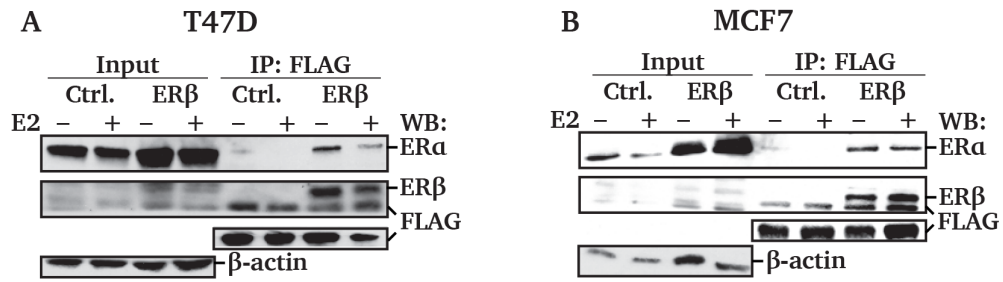 A T47D
Input IP: FLAG
Ctrl. ERβ Ctrl. ERβ
E2 – + – + – + – + WB:
ERα
ERβ
FLAG
β-actin
B MCF7
Input IP: FLAG
Ctrl. ERβ Ctrl. ERβ
E2 – + – + – + – + WB:
ERα
ERβ
FLAG
β-actin